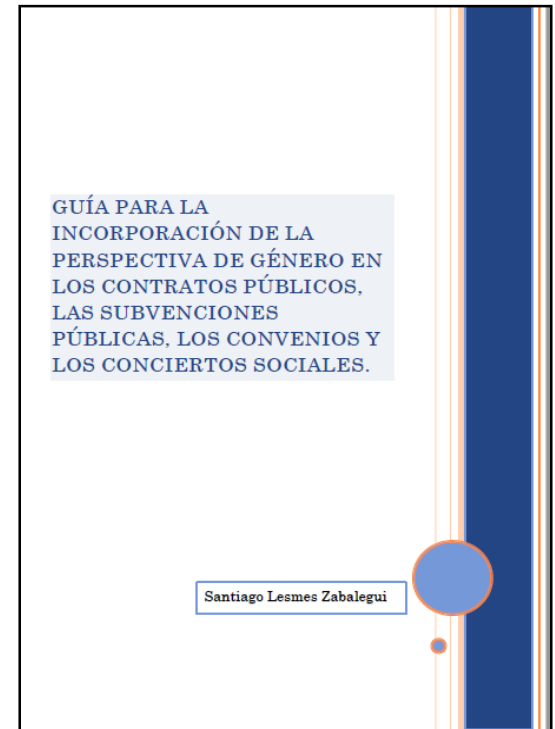 GUÍA PARA LA
INCORPORACIÓN DE LA
PERSPECTIVA DE GÉNERO EN
LOS CONTRATOS PÚBLICOS,
LAS SUBVENCIONES
PÚBLICAS, LOS CONVENIOS Y
LOS CONCIERTOS SOCIALES.
Santiago Lesmes Zabalegui